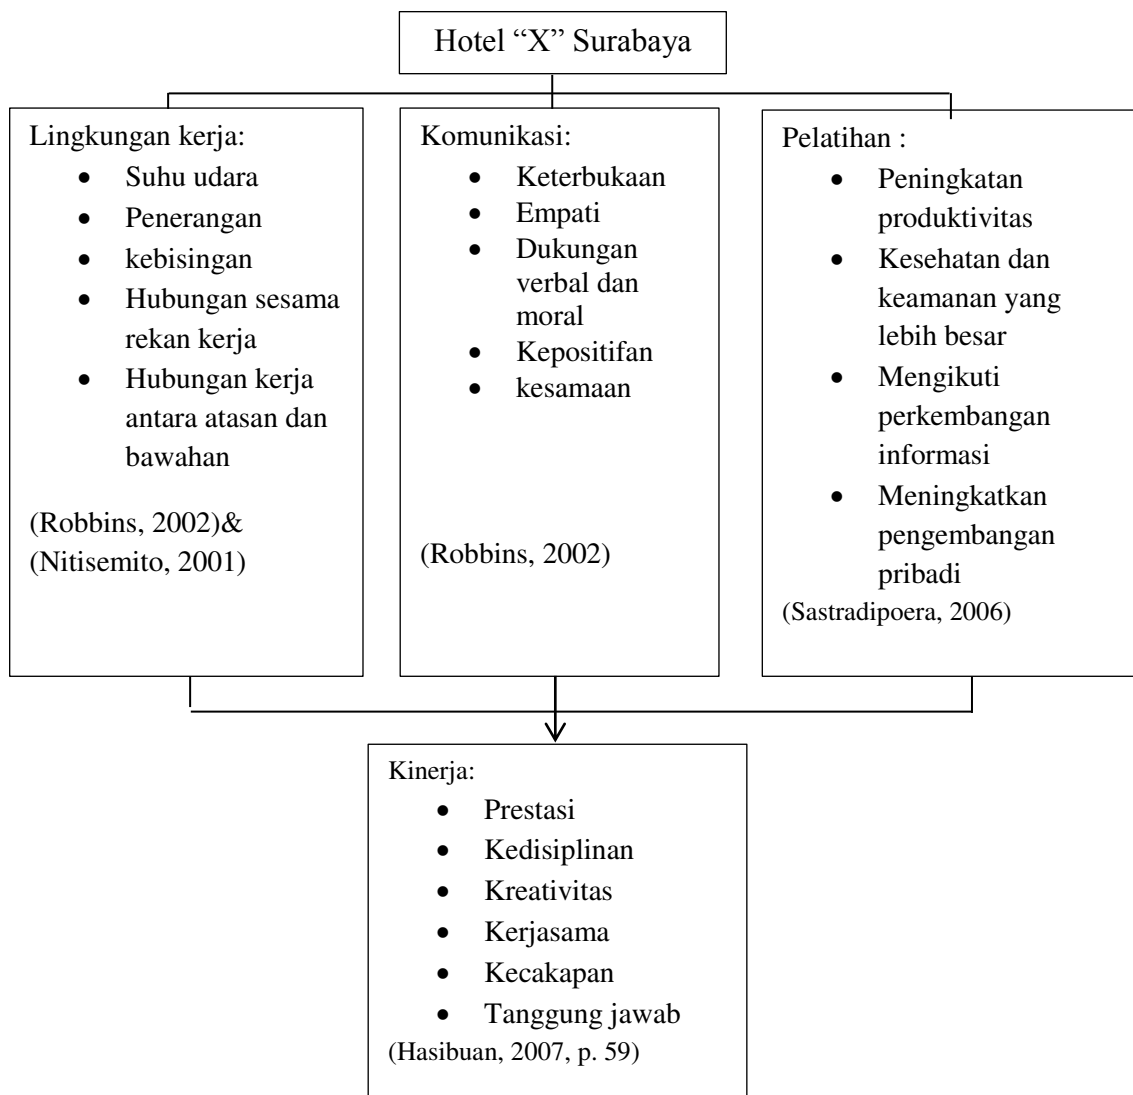 Hotel “X” Surabaya
Lingkungan kerja:
• Suhu udara
• Penerangan
• kebisingan
• Hubungan sesama
rekan kerja
• Hubungan kerja
antara atasan dan
bawahan
(Robbins, 2002)&
(Nitisemito, 2001)
Komunikasi:
• Keterbukaan
• Empati
• Dukungan
verbal dan
moral
• Kepositifan
• kesamaan
(Robbins, 2002)
Pelatihan :
• Peningkatan
produktivitas
• Kesehatan dan
keamanan yang
lebih besar
• Mengikuti
perkembangan
informasi
• Meningkatkan
pengembangan
pribadi
(Sastradipoera, 2006)
Kinerja:
• Prestasi
• Kedisiplinan
• Kreativitas
• Kerjasama
• Kecakapan
• Tanggung jawab
(Hasibuan, 2007, p. 59)